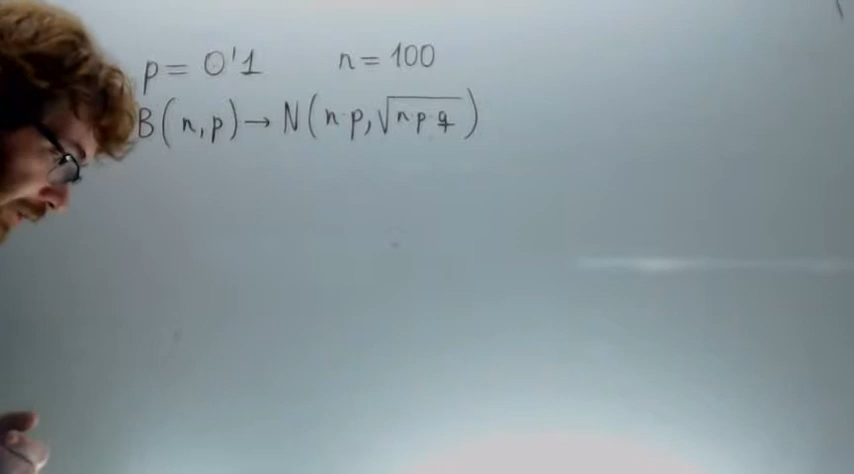 p = 0'1 n = 100
B(n,p) → N(n·p, √n·p·q)